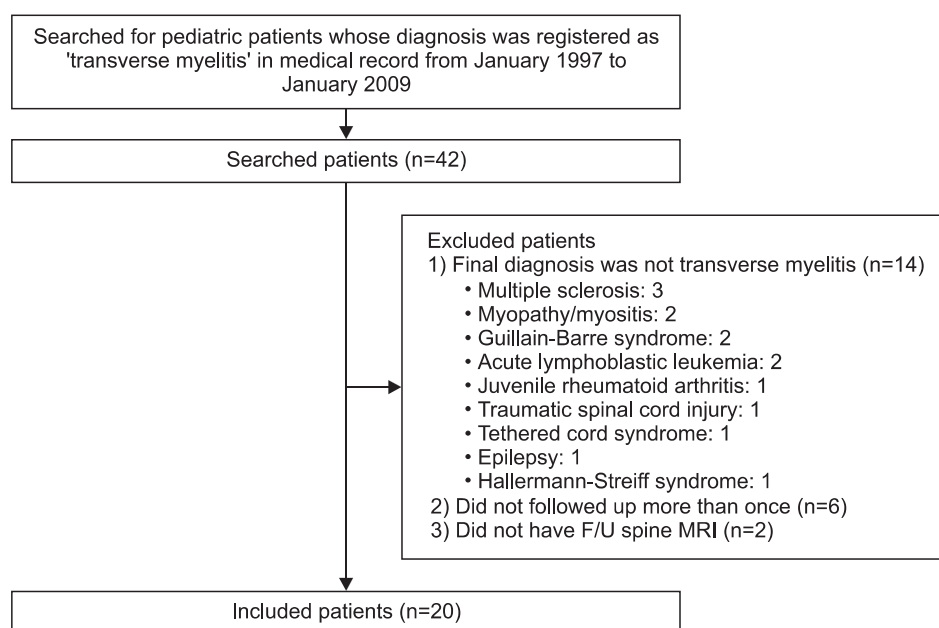 Searched for pediatric patients whose diagnosis was registered as
'transverse myelitis' in medical record from January 1997 to
January 2009
Searched patients (n=42)
Excluded patients
1) Final diagnosis was not transverse myelitis (n=14)
• Multiple sclerosis: 3
• Myopathy/myositis: 2
• Guillain-Barre syndrome: 2
• Acute lymphoblastic leukemia: 2
• Juvenile rheumatoid arthritis: 1
• Traumatic spinal cord injury: 1
• Tethered cord syndrome: 1
• Epilepsy: 1
• Hallermann-Streiff syndrome: 1
2) Did not followed up more than once (n=6)
3) Did not have F/U spine MRI (n=2)
Included patients (n=20)